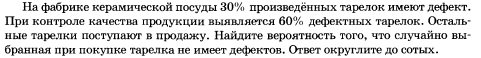 На фабрике керамической посуды 30% произведённых тарелок имеют дефект.
При контроле качества продукции выявляется 60% дефектных тарелок. Осталь-
ные тарелки поступают в продажу. Найдите вероятность того, что случайно вы-
бранная при покупке тарелка не имеет дефектов. Ответ округлите до сотых.